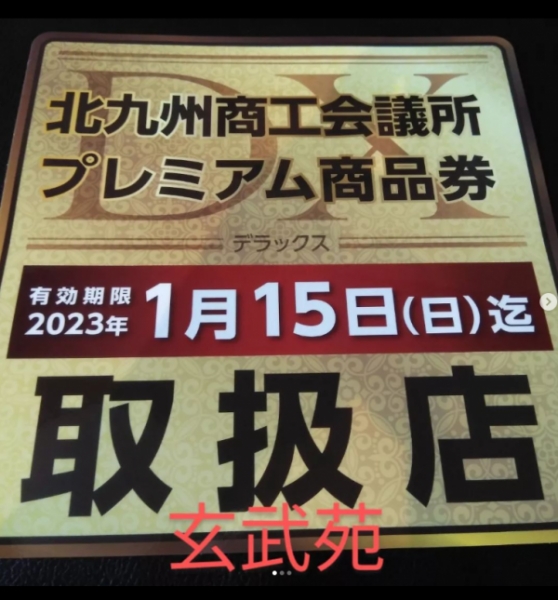 DX
北九州商工会議所
プレミアム商品券
デラックス
有効期限
2023年
1月15日(日)迄
取扱店
玄武苑